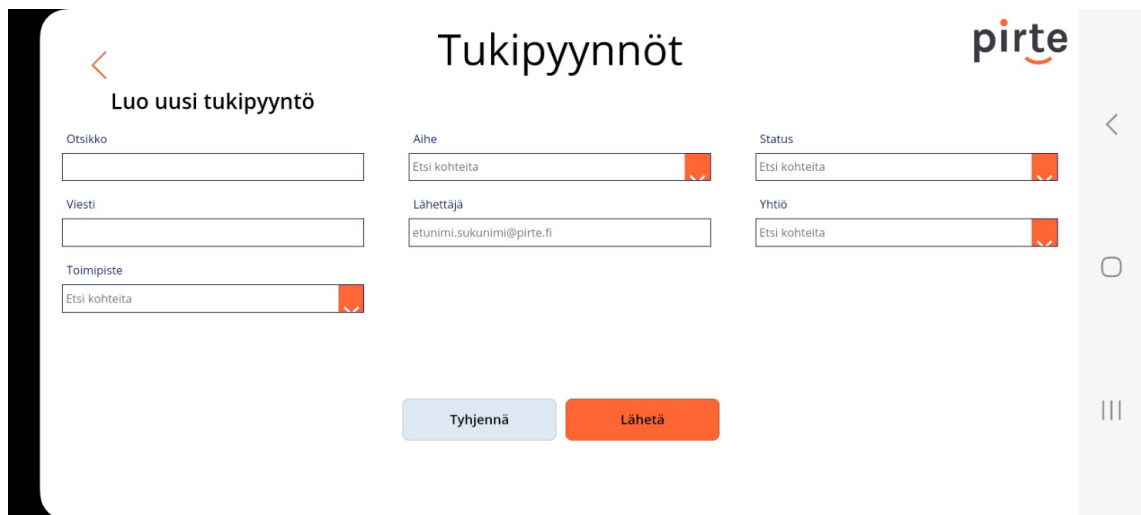 Tukipyynnöt
pirte
Luo uusi tukipyyntö
Otsikko
Aihe
Etsi kohteita
Status
Etsi kohteita
Viesti
Lähettäjä
etunimi.sukunimi@pirte.fi
Yhtiö
Etsi kohteita
Toimipiste
Etsi kohteita
Tyhjennä
Lähetä